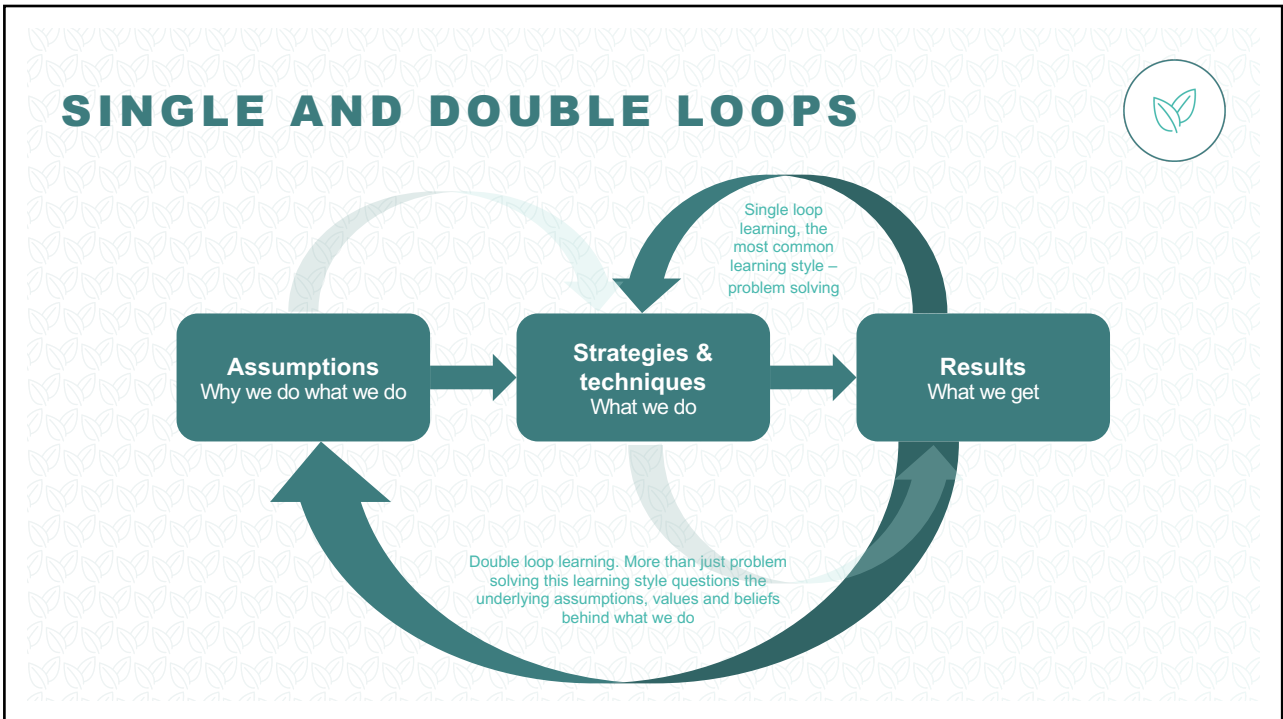 SINGLE AND DOUBLE LOOPS
Single loop
learning, the
most common
learning style –
problem solving
Assumptions
Why we do what we do
Strategies &
techniques
What we do
Results
What we get
Double loop learning. More than just problem
solving this learning style questions the
underlying assumptions, values and beliefs
behind what we do